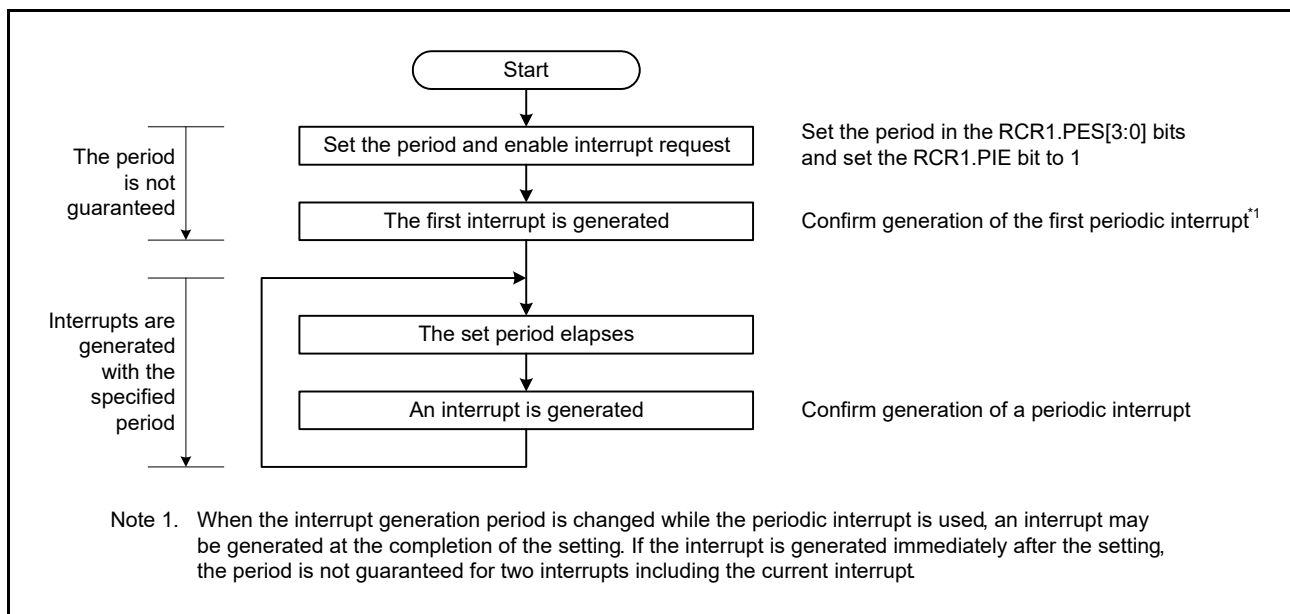 Start
Set the period and enable interrupt request
Set the period in the RCR1.PES[3:0] bits
and set the RCR1.PIE bit to 1
The period
is not
guaranteed
The first interrupt is generated
Confirm generation of the first periodic interrupt*1
Interrupts are
generated
with the
specified
period
The set period elapses
An interrupt is generated
Confirm generation of a periodic interrupt
Note 1. When the interrupt generation period is changed while the periodic interrupt is used, an interrupt may
be generated at the completion of the setting. If the interrupt is generated immediately after the setting,
the period is not guaranteed for two interrupts including the current interrupt.